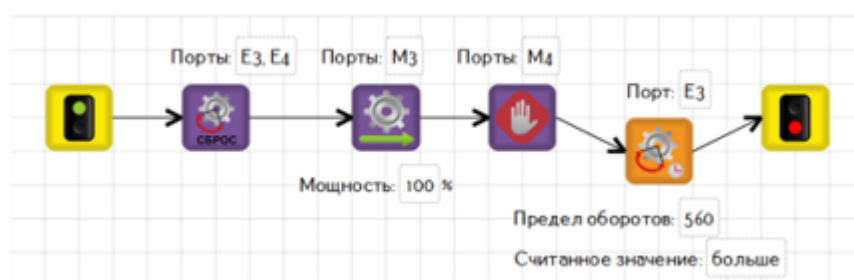 Порты: E3, E4
Порты: M3
Порты: M4
Порт: E3
СБРОС
Мощность: 100 %
Предел оборотов: 560
Считанное значение: больше